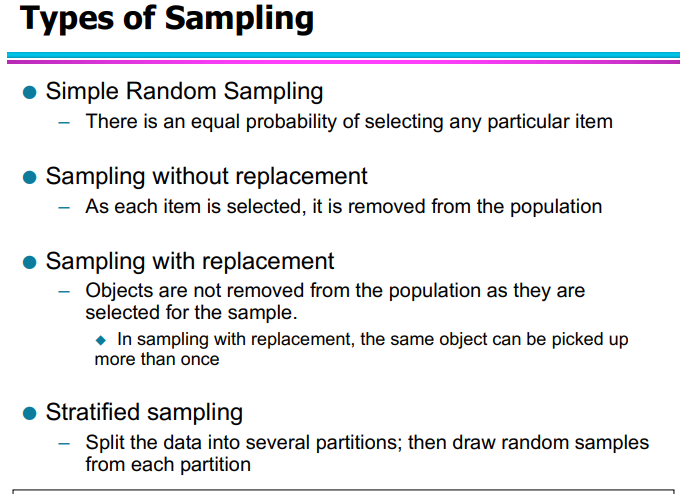 Types of Sampling
● Simple Random Sampling
– There is an equal probability of selecting any particular item
● Sampling without replacement
– As each item is selected, it is removed from the population
● Sampling with replacement
– Objects are not removed from the population as they are
selected for the sample.
◆ In sampling with replacement, the same object can be picked up
more than once
● Stratified sampling
– Split the data into several partitions; then draw random samples
from each partition